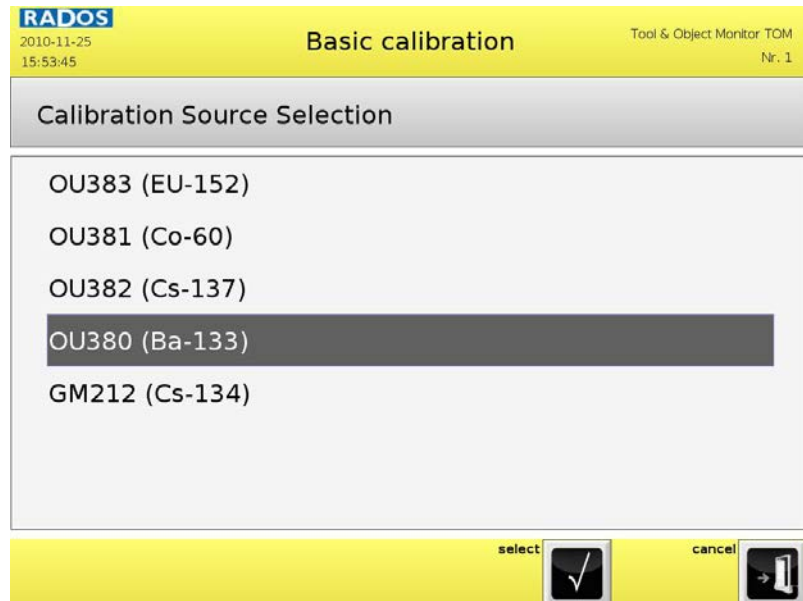 RADOS
2010-11-25
15:53:45
Basic calibration
Tool & Object Monitor TOM
Nr. 1
Calibration Source Selection
OU383 (EU-152)
OU381 (Co-60)
OU382 (Cs-137)
OU380 (Ba-133)
GM212 (Cs-134)
select
cancel